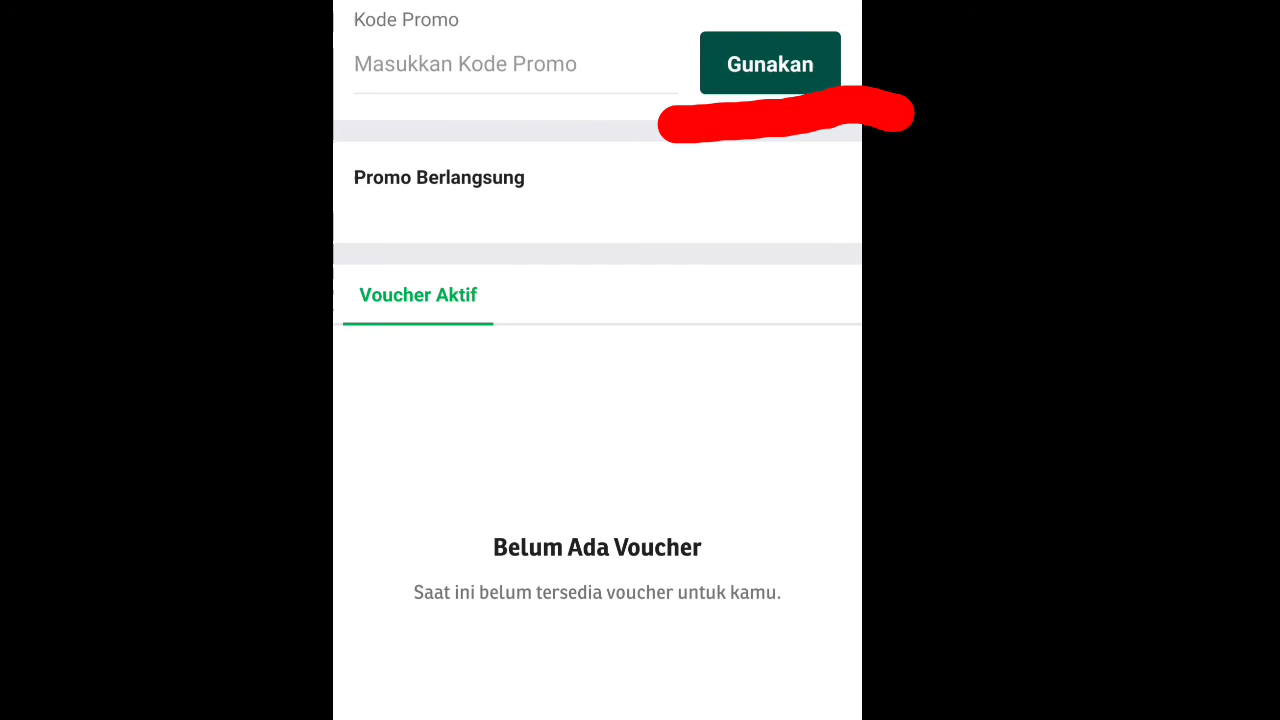 Kode Promo
Masukkan Kode Promo
Gunakan
Promo Berlangsung
Voucher Aktif
Belum Ada Voucher
Saat ini belum tersedia voucher untuk kamu.